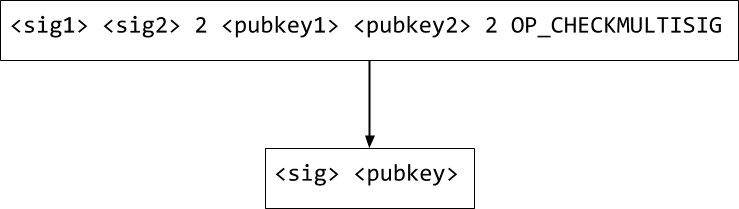 <sig1> <sig2> 2 <pubkey1> <pubkey2> 2 OP_CHECKMULTISIG
<sig> <pubkey>